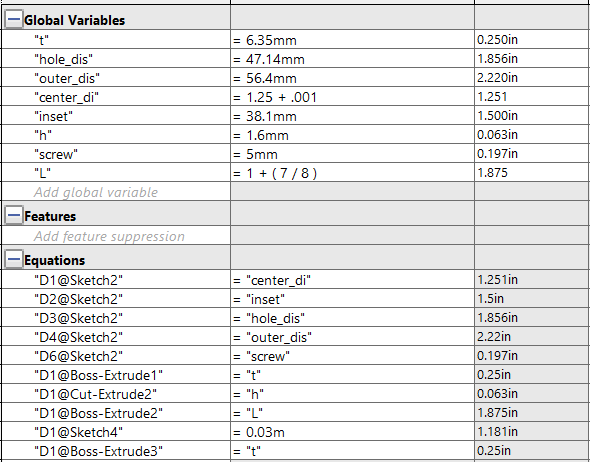 Global Variables
"t" = 6.35mm 0.250in
"hole_dis" = 47.14mm 1.856in
"outer_dis" = 56.4mm 2.220in
"center_di" = 1.25 + .001 1.251
"inset" = 38.1mm 1.500in
"h" = 1.6mm 0.063in
"screw" = 5mm 0.197in
"L" = 1 + ( 7 / 8 ) 1.875
Add global variable
Features
Add feature suppression
Equations
"D1@Sketch2" = "center_di" 1.251in
"D2@Sketch2" = "inset" 1.5in
"D3@Sketch2" = "hole_dis" 1.856in
"D4@Sketch2" = "outer_dis" 2.22in
"D6@Sketch2" = "screw" 0.197in
"D1@Boss-Extrude1" = "t" 0.25in
"D1@Cut-Extrude2" = "h" 0.063in
"D1@Boss-Extrude2" = "L" 1.875in
"D1@Sketch4" = 0.03m 1.181in
"D1@Boss-Extrude3" = "t" 0.25in